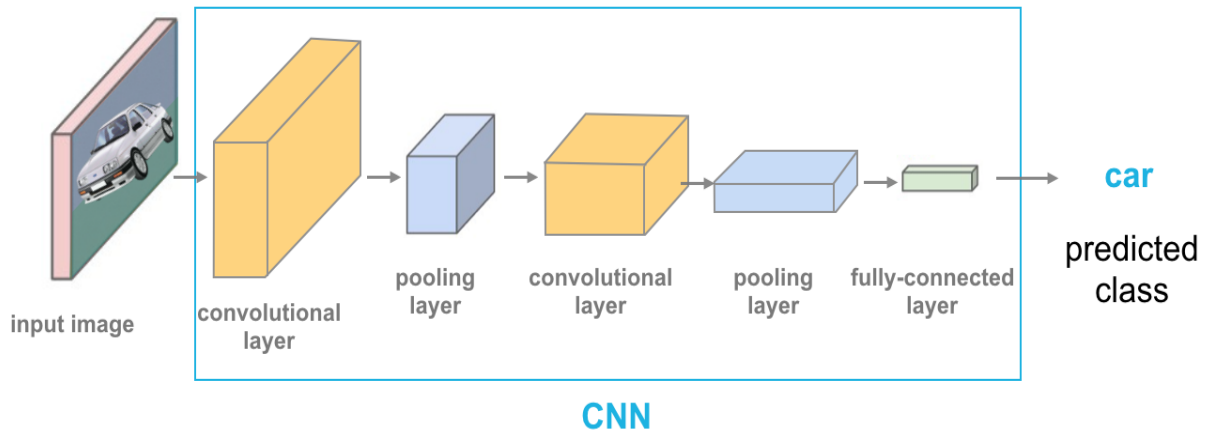 input image
convolutional
layer
pooling
layer
convolutional
layer
pooling
layer
fully-connected
layer
car
predicted
class
CNN